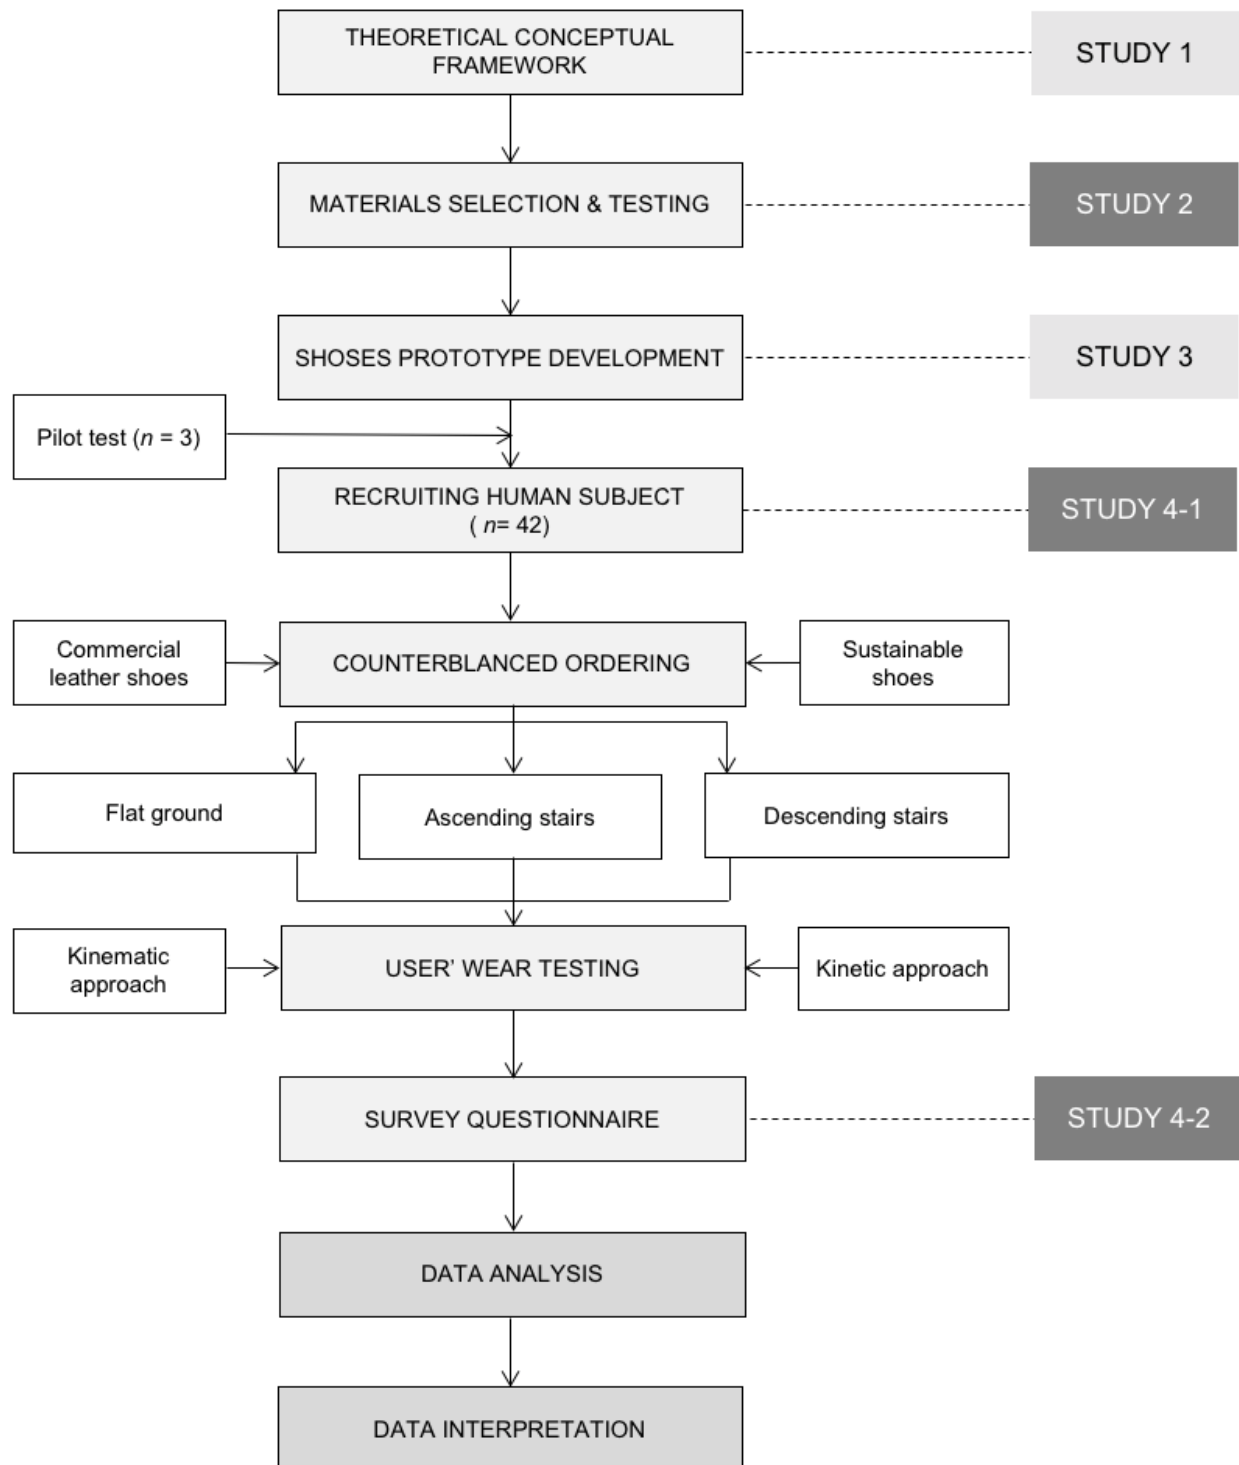 THEORETICAL CONCEPTUAL
FRAMEWORK
STUDY 1
MATERIALS SELECTION & TESTING
STUDY 2
SHOSES PROTOTYPE DEVELOPMENT
STUDY 3
Pilot test (n = 3)
RECRUITING HUMAN SUBJECT
( n= 42)
STUDY 4-1
Commercial
leather shoes
COUNTERBLANCED ORDERING
Sustainable
shoes
Flat ground
Ascending stairs
Descending stairs
Kinematic
approach
USER' WEAR TESTING
Kinetic approach
SURVEY QUESTIONNAIRE
STUDY 4-2
DATA ANALYSIS
DATA INTERPRETATION